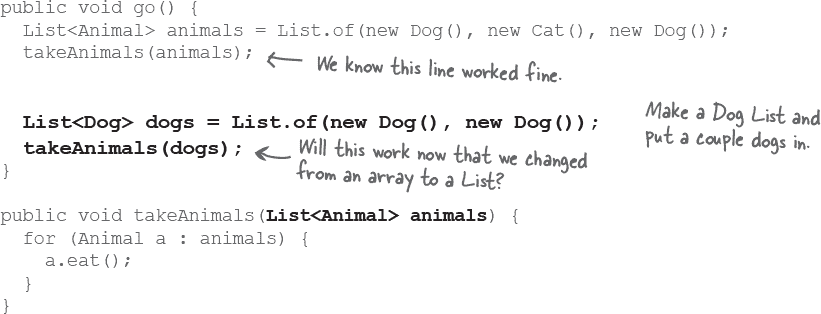 public void go() {
  List<Animal> animals = List.of(new Dog(), new Cat(), new Dog());
  takeAnimals(animals);
We know this line worked fine.
  List<Dog> dogs = List.of(new Dog(), new Dog());
Make a Dog List and
put a couple dogs in.
  takeAnimals(dogs);
Will this work now that we changed
from an array to a List?
}
public void takeAnimals(List<Animal> animals) {
  for (Animal a : animals) {
    a.eat();
  }
}